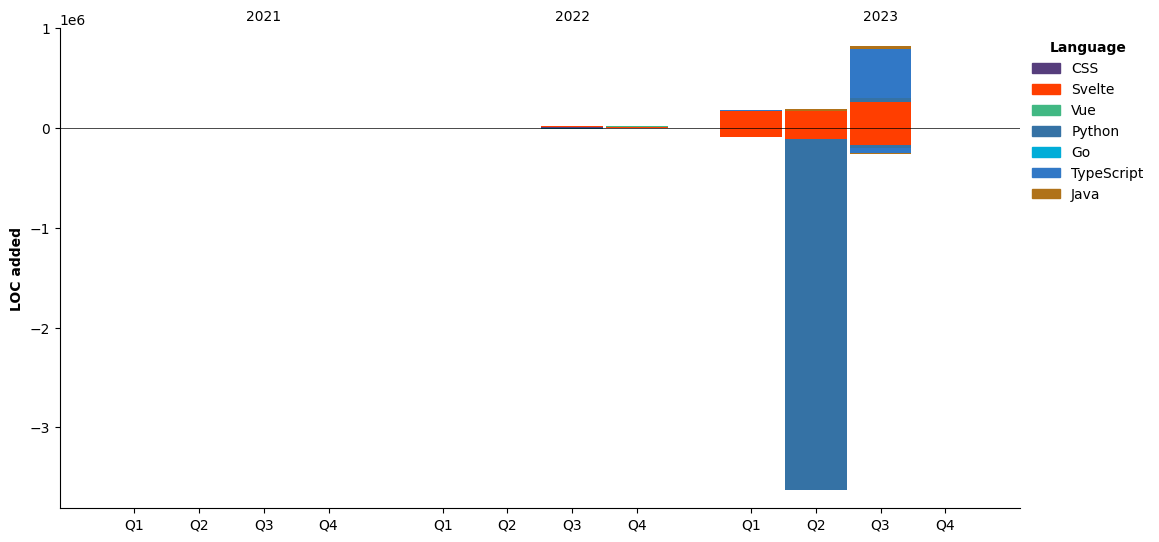 2021 2022 2023
1e6
1
0
−1
−2
−3
LOC added
Q1 Q2 Q3 Q4 Q1 Q2 Q3 Q4 Q1 Q2 Q3 Q4
Language
CSS
Svelte
Vue
Python
Go
TypeScript
Java